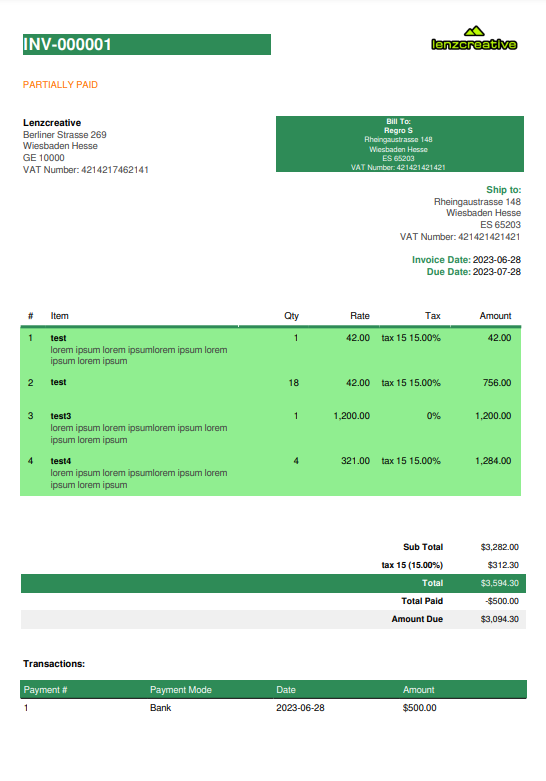 INV-000001
lenzcreative
PARTIALLY PAID
Lenzcreative
Berliner Strasse 269
Wiesbaden Hesse
GE 10000
VAT Number: 4214217462141
Bill To:
Regro S
Rheingaustrasse 148
Wiesbaden Hesse
ES 65203
VAT Number: 421421421421
Ship to:
Rheingaustrasse 148
Wiesbaden Hesse
ES 65203
VAT Number: 421421421421
Invoice Date: 2023-06-28
Due Date: 2023-07-28
# Item Qty Rate Tax Amount
1 test 1 42.00 tax 15 15.00% 42.00
lorem ipsum lorem ipsumlorem ipsum lorem
ipsum lorem ipsum
2 test 18 42.00 tax 15 15.00% 756.00
3 test3 1 1,200.00 0% 1,200.00
lorem ipsum lorem ipsumlorem ipsum lorem
ipsum lorem ipsum
4 test4 4 321.00 tax 15 15.00% 1,284.00
lorem ipsum lorem ipsumlorem ipsum lorem
ipsum lorem ipsum
Sub Total $3,282.00
tax 15 (15.00%) $312.30
Total $3,594.30
Total Paid -$500.00
Amount Due $3,094.30
Transactions:
Payment # Payment Mode Date Amount
1 Bank 2023-06-28 $500.00